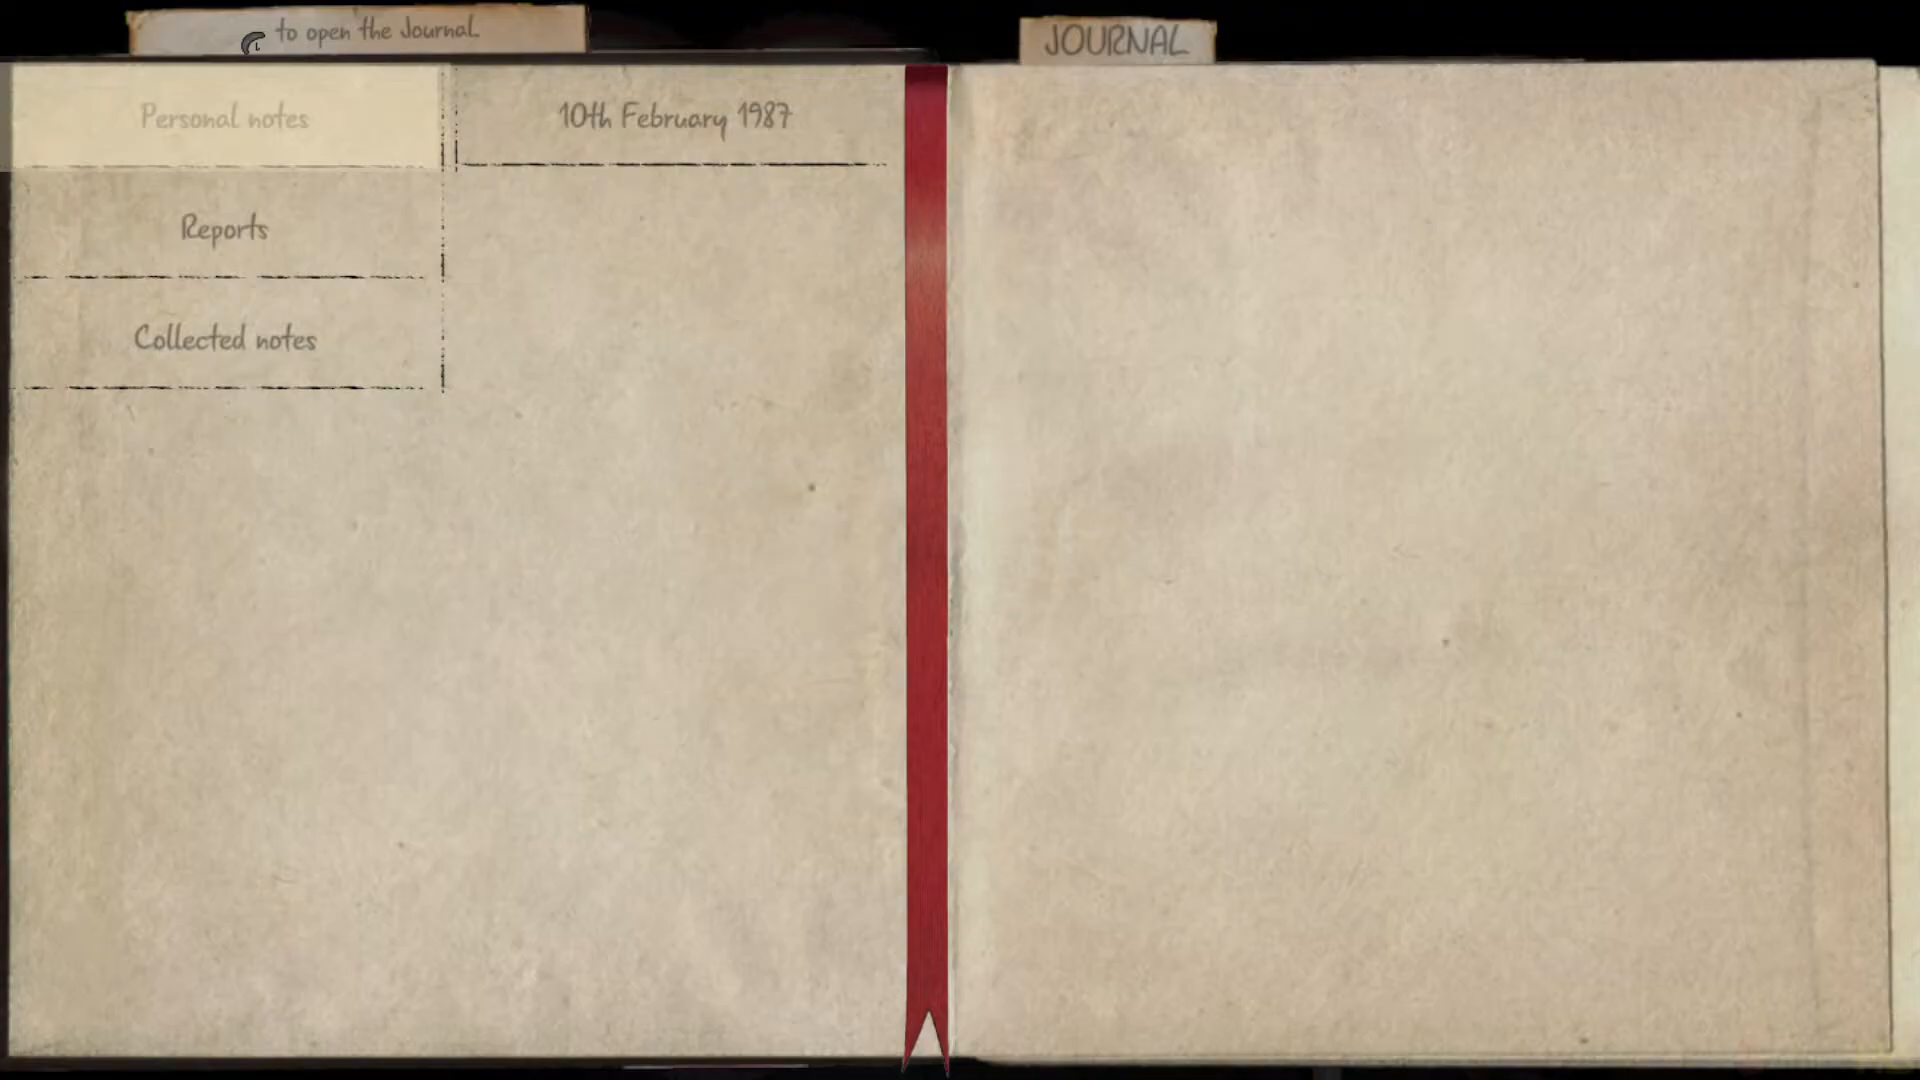 to open the Journal
JOURNAL
Personal notes
10th February 1987
Reports
Collected notes